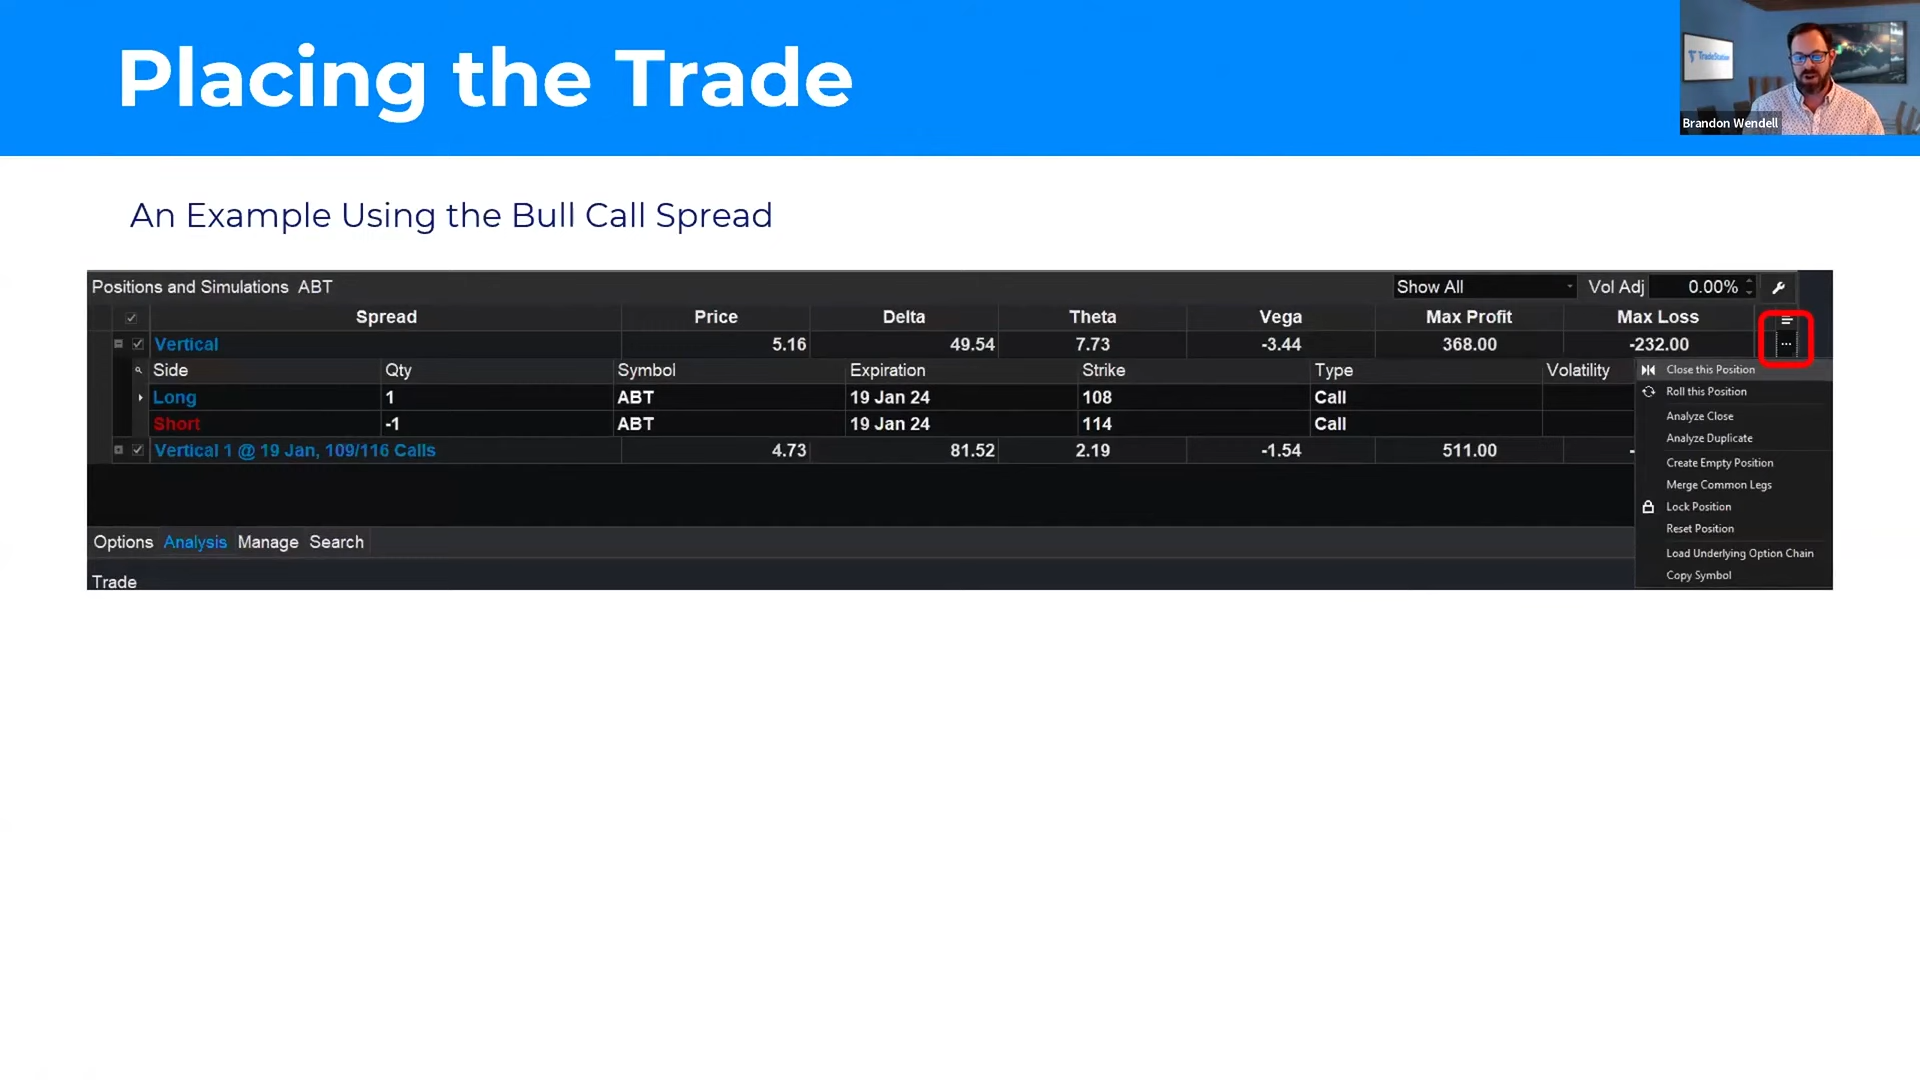 Placing the Trade
TradeStation
Brandon Wendell
An Example Using the Bull Call Spread
Positions and Simulations ABT Show All Vol Adj 0.00%
Spread Price Delta Theta Vega Max Profit Max Loss
Vertical 5.16 49.54 7.73 -3.44 368.00 -232.00 ...
Side Qty Symbol Expiration Strike Type Volatility
Long 1 ABT 19 Jan 24 108 Call
Short -1 ABT 19 Jan 24 114 Call
Vertical 1 @ 19 Jan, 109/116 Calls 4.73 81.52 2.19 -1.54 511.00 -
Close this Position
Roll this Position
Analyze Close
Analyze Duplicate
Create Empty Position
Merge Common Legs
Lock Position
Reset Position
Load Underlying Option Chain
Copy Symbol
Options Analysis Manage Search
Trade